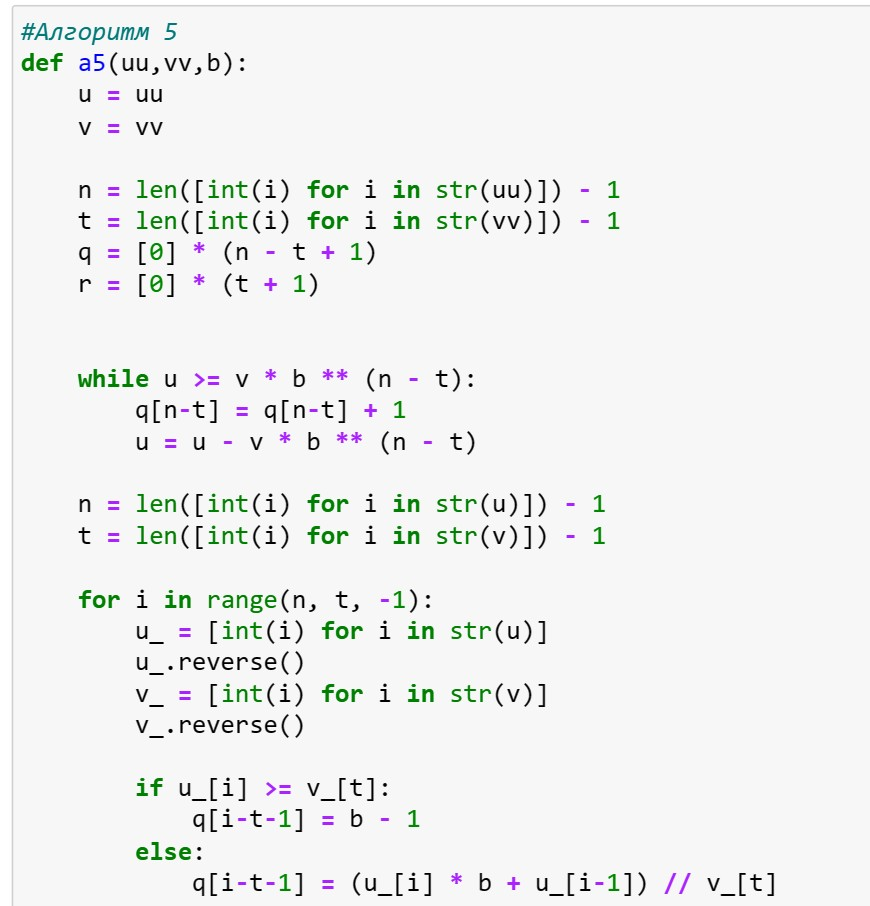 #Алгоритм 5
def a5(uu,vv,b):
    u = uu
    v = vv

    n = len([int(i) for i in str(uu)]) - 1
    t = len([int(i) for i in str(vv)]) - 1
    q = [0] * (n - t + 1)
    r = [0] * (t + 1)


    while u >= v * b ** (n - t):
        q[n-t] = q[n-t] + 1
        u = u - v * b ** (n - t)

    n = len([int(i) for i in str(u)]) - 1
    t = len([int(i) for i in str(v)]) - 1

    for i in range(n, t, -1):
        u_ = [int(i) for i in str(u)]
        u_.reverse()
        v_ = [int(i) for i in str(v)]
        v_.reverse()

        if u_[i] >= v_[t]:
            q[i-t-1] = b - 1
        else:
            q[i-t-1] = (u_[i] * b + u_[i-1]) // v_[t]